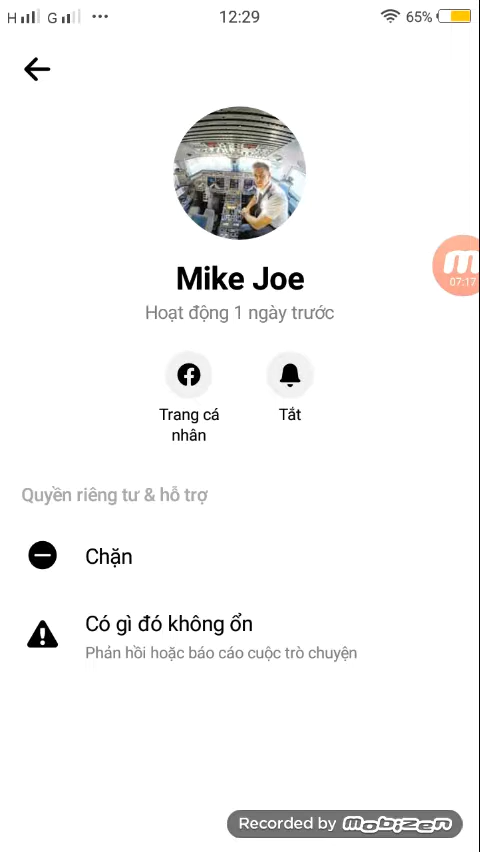 H G ... 12:29 65%
Mike Joe
Hoạt động 1 ngày trước
m
07:17
Trang cá
nhân
Tắt
Quyền riêng tư & hỗ trợ
Chặn
Có gì đó không ổn
Phản hồi hoặc báo cáo cuộc trò chuyện
Recorded by mobizen